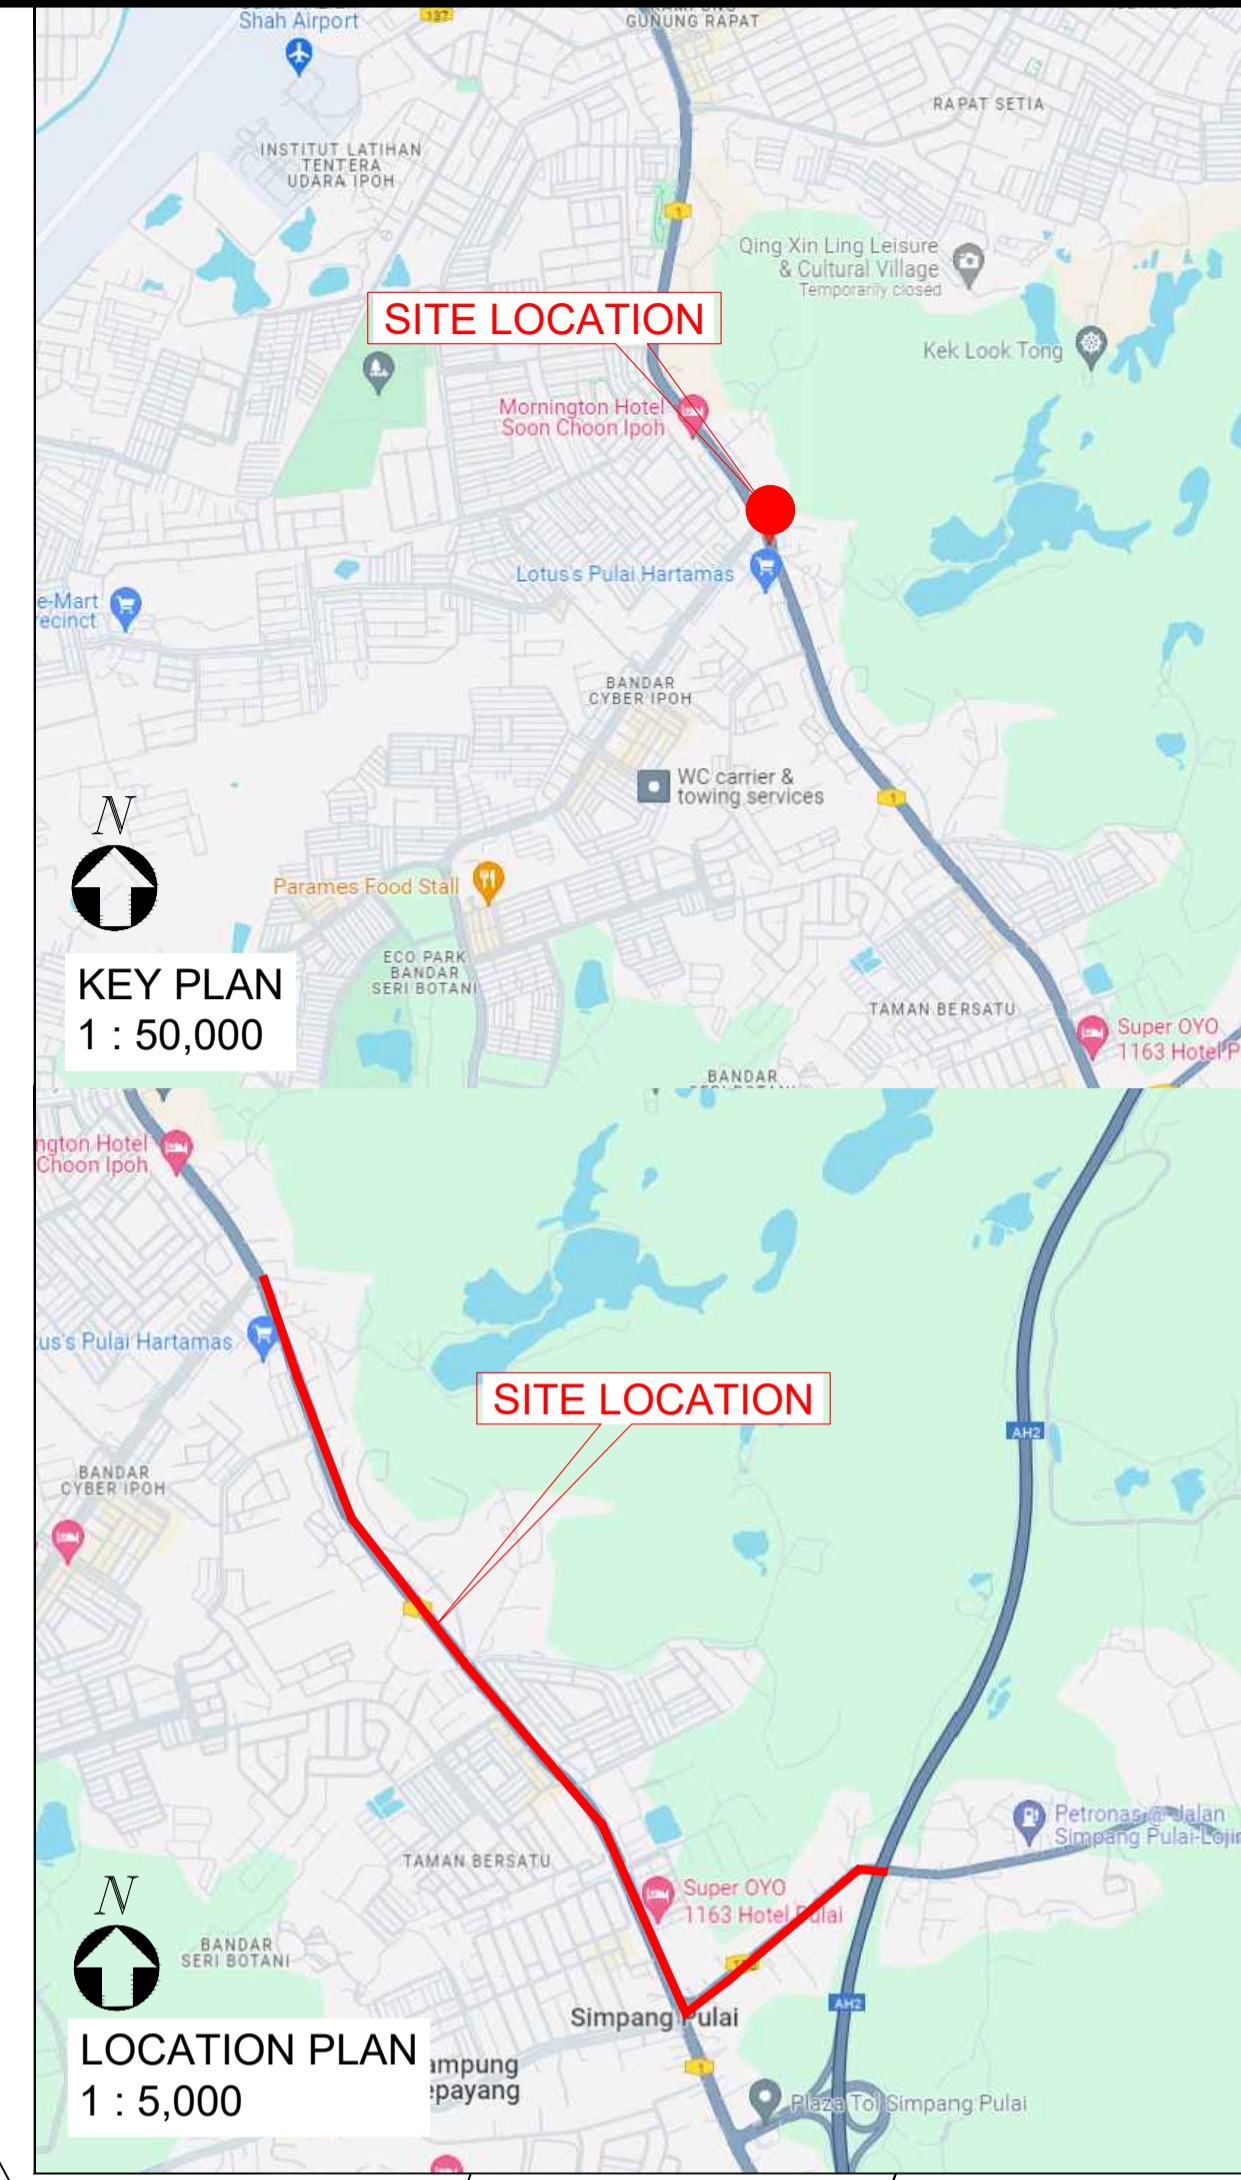 Shah Airport
137
GUNUNG RAPAT
RAPAT SETIA
INSTITUT LATIHAN
TENTERA
UDARA IPOH
1
Qing Xin Ling Leisure
& Cultural Village
Temporarily closed
SITE LOCATION
Kek Look Tong
Mornington Hotel
Soon Choon Ipoh
Lotus's Pulai Hartamas
e-Mart
ecinct
BANDAR
CYBER IPOH
WC carrier &
towing services
1
N
Parames Food Stall
ECO PARK
BANDAR
SERI BOTANI
KEY PLAN
1 : 50,000
TAMAN BERSATU
Super OYO
1163 Hotel P
BANDAR
ngton Hotel
Choon Ipoh
us's Pulai Hartamas
SITE LOCATION
AH2
BANDAR
CYBER IPOH
Petronas @ Jalan
Simpang Pulai-Lojin
TAMAN BERSATU
Super OYO
1163 Hotel Pulai
N
BANDAR
SERI BOTANI
AH2
Simpang Pulai
LOCATION PLAN
1 : 5,000
ampung
epayang
1
Plaza Tol Simpang Pulai